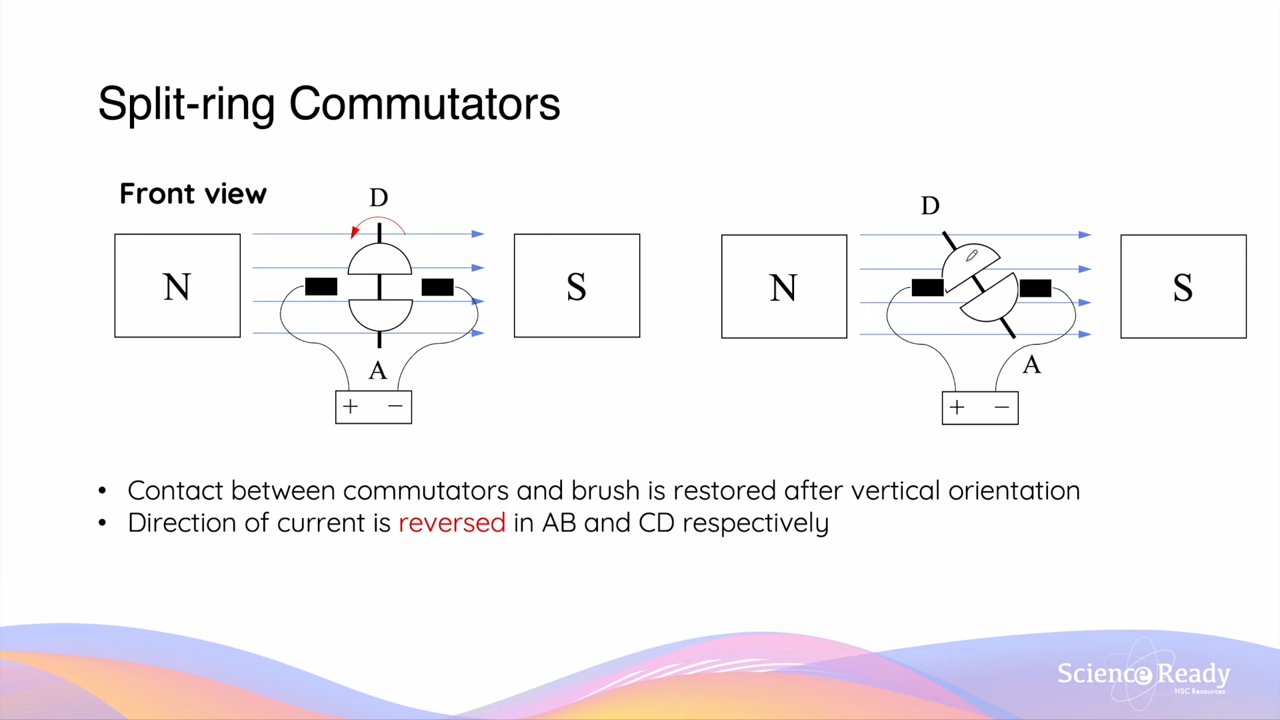 Split-ring Commutators
Front view
D
N
S
A
+ −
D
N
S
A
+ −
• Contact between commutators and brush is restored after vertical orientation
• Direction of current is reversed in AB and CD respectively
Science Ready
HSC Resources